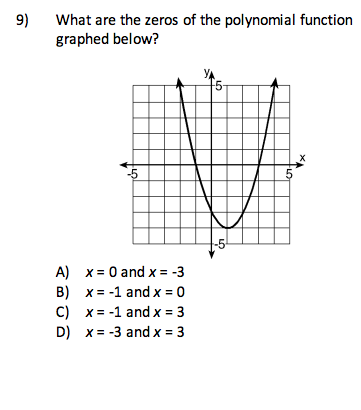 9) What are the zeros of the polynomial function
graphed below?
y
5
x
-5
5
-5
A) x = 0 and x = -3
B) x = -1 and x = 0
C) x = -1 and x = 3
D) x = -3 and x = 3